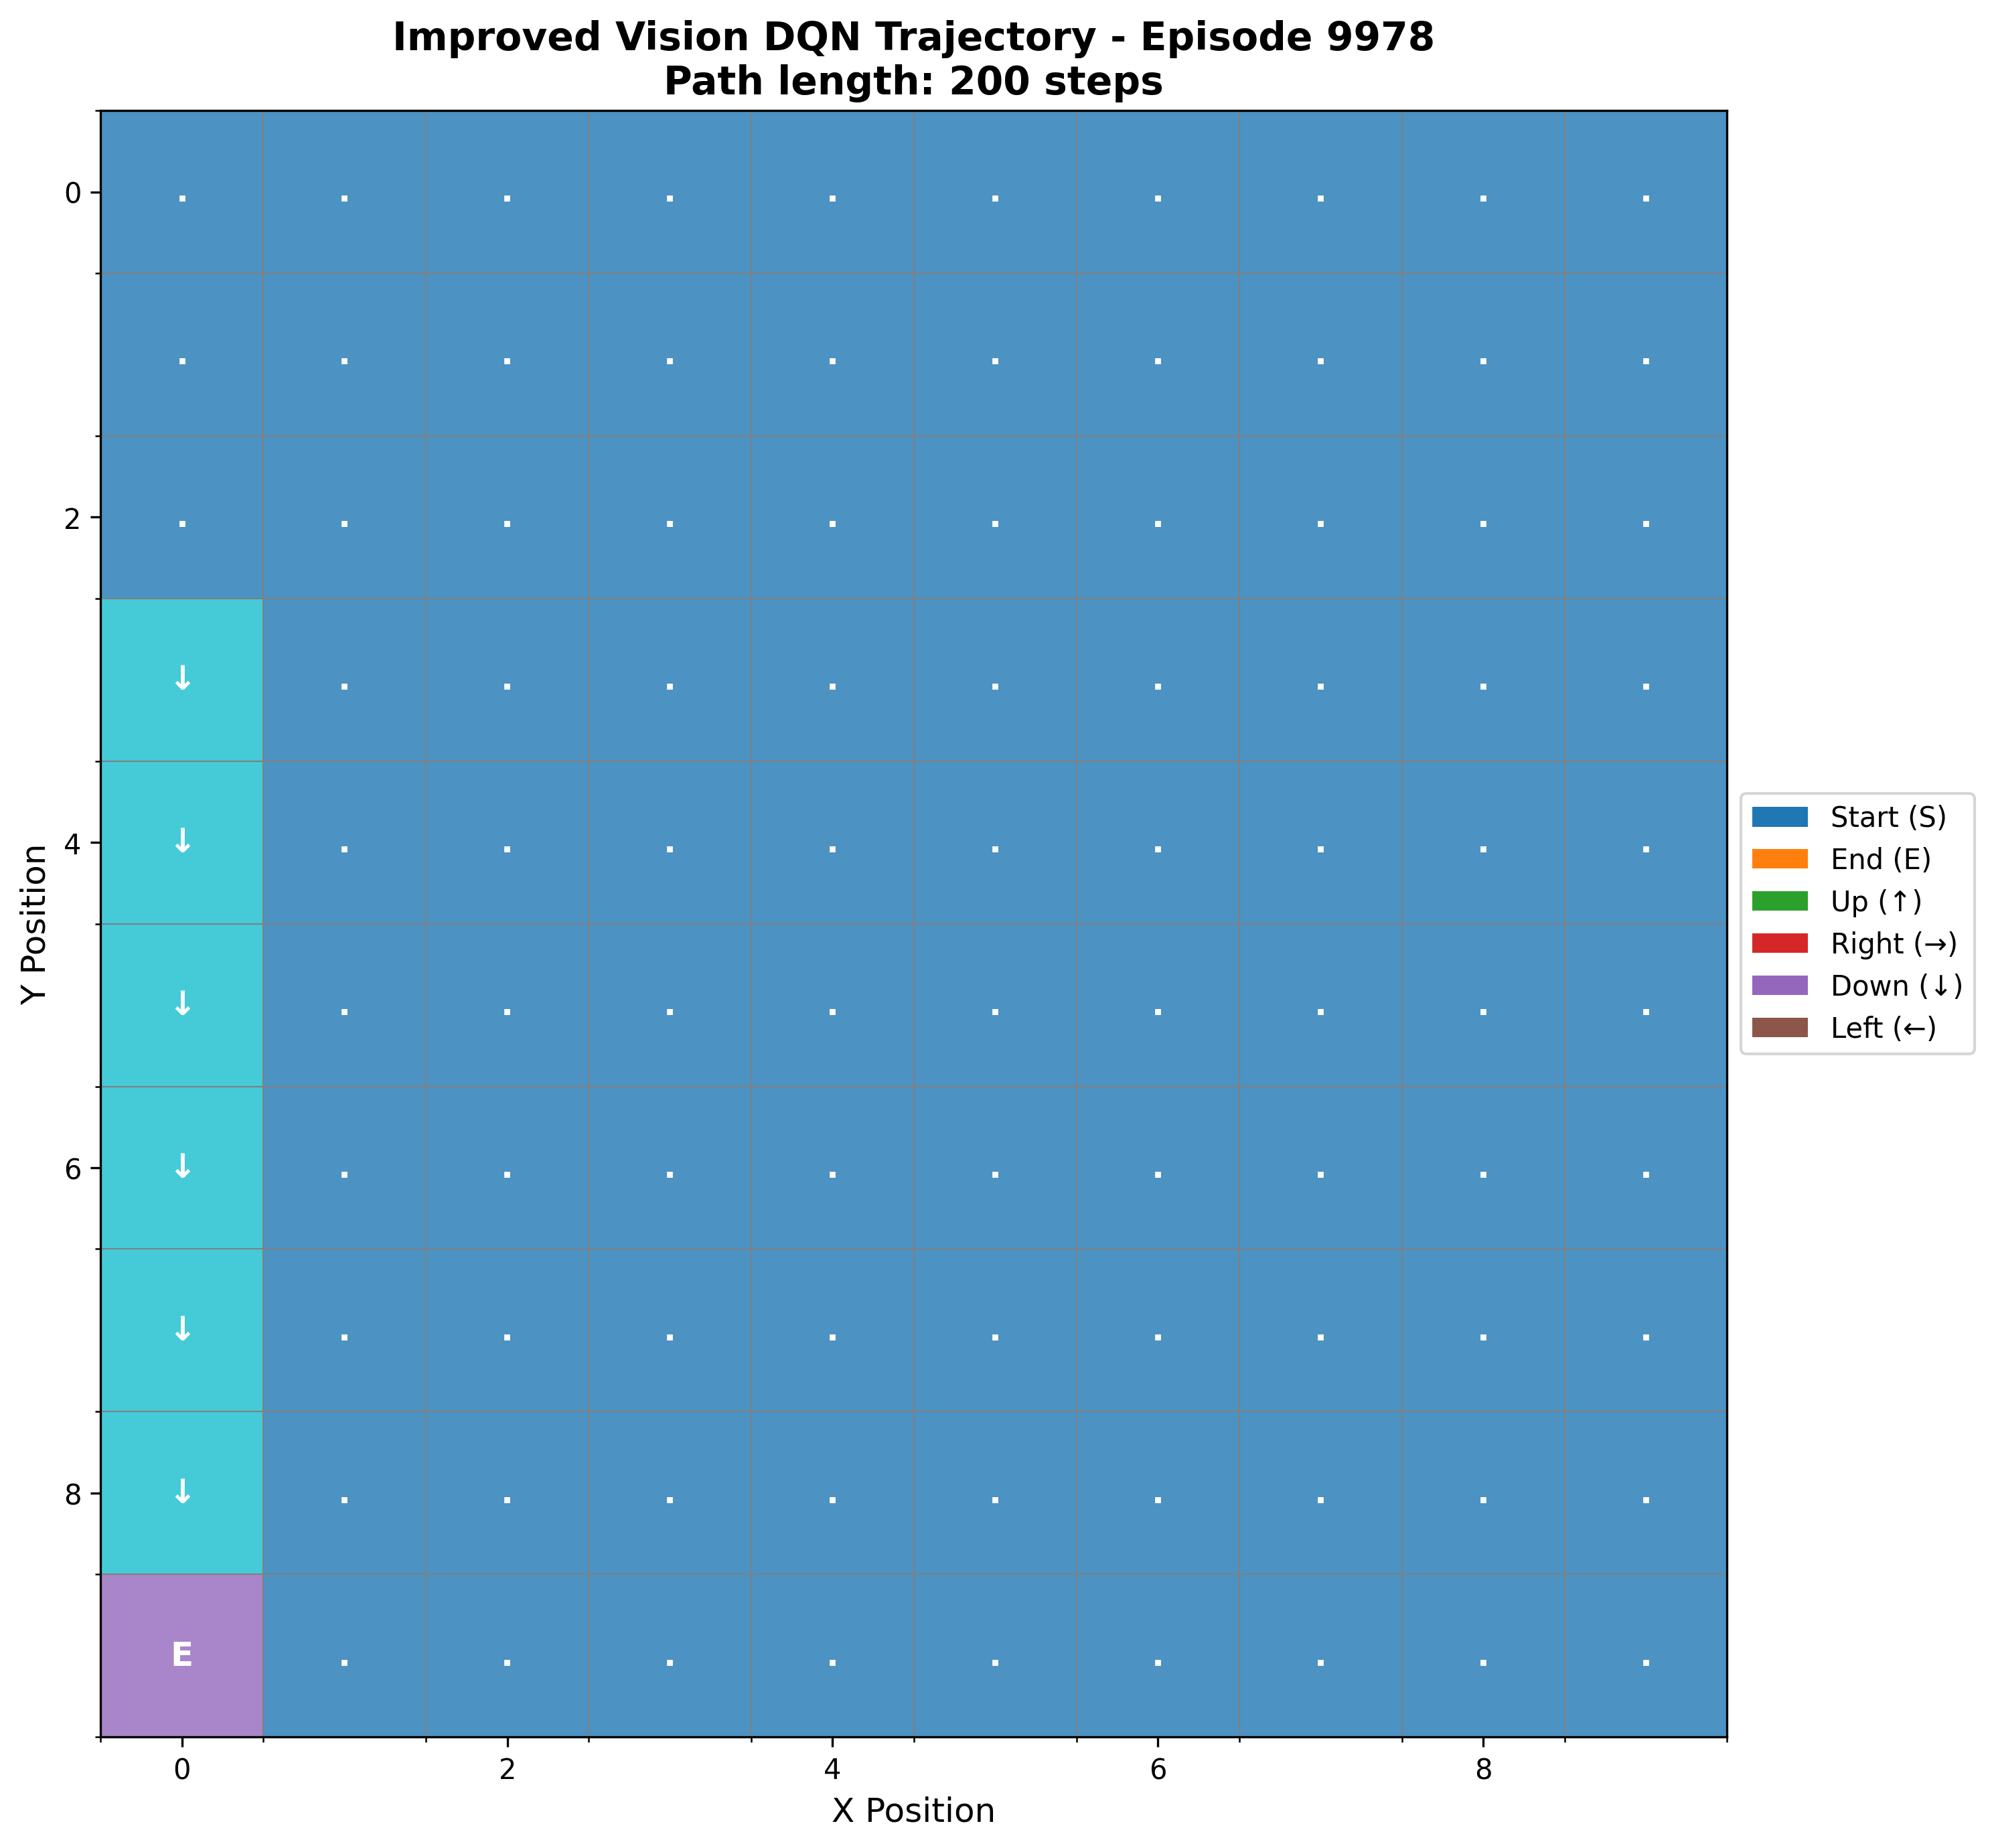 Improved Vision DQN Trajectory - Episode 9978
Path length: 200 steps
0
2
↓
↓
4
↓
↓
6
↓
↓
8
E
Y Position
0 2 4 6 8
X Position
Start (S)
End (E)
Up (↑)
Right (→)
Down (↓)
Left (←)